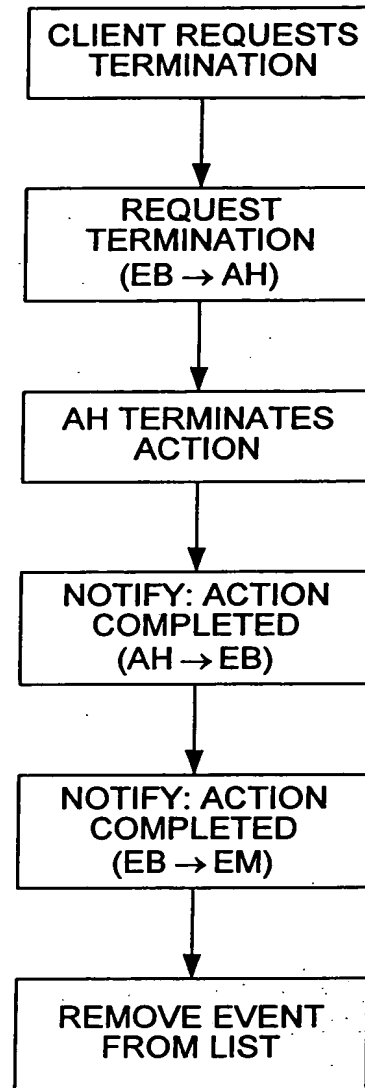 CLIENT REQUESTS
TERMINATION
REQUEST
TERMINATION
(EB → AH)
AH TERMINATES
ACTION
NOTIFY: ACTION
COMPLETED
(AH → EB)
NOTIFY: ACTION
COMPLETED
(EB → EM)
REMOVE EVENT
FROM LIST